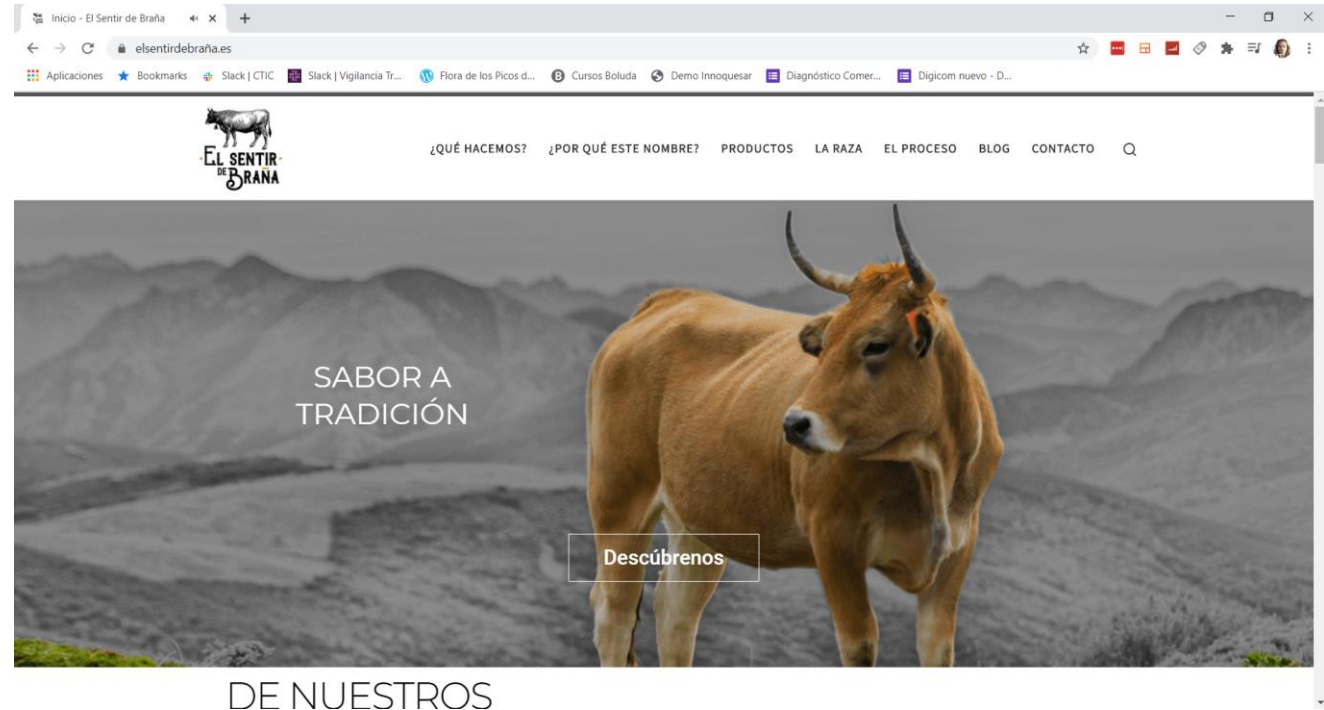 Inicio - El Sentir de Braña
elsentirdebraña.es
Aplicaciones Bookmarks Slack | CTIC Slack | Vigilancia Tr... Flora de los Picos d... Cursos Boluda Demo Innoquesar Diagnóstico Comer... Digicom nuevo - D...
EL SENTIR
DE BRAÑA
¿QUÉ HACEMOS? ¿POR QUÉ ESTE NOMBRE? PRODUCTOS LA RAZA EL PROCESO BLOG CONTACTO
SABOR A
TRADICIÓN
Descúbrenos
DE NUESTROS